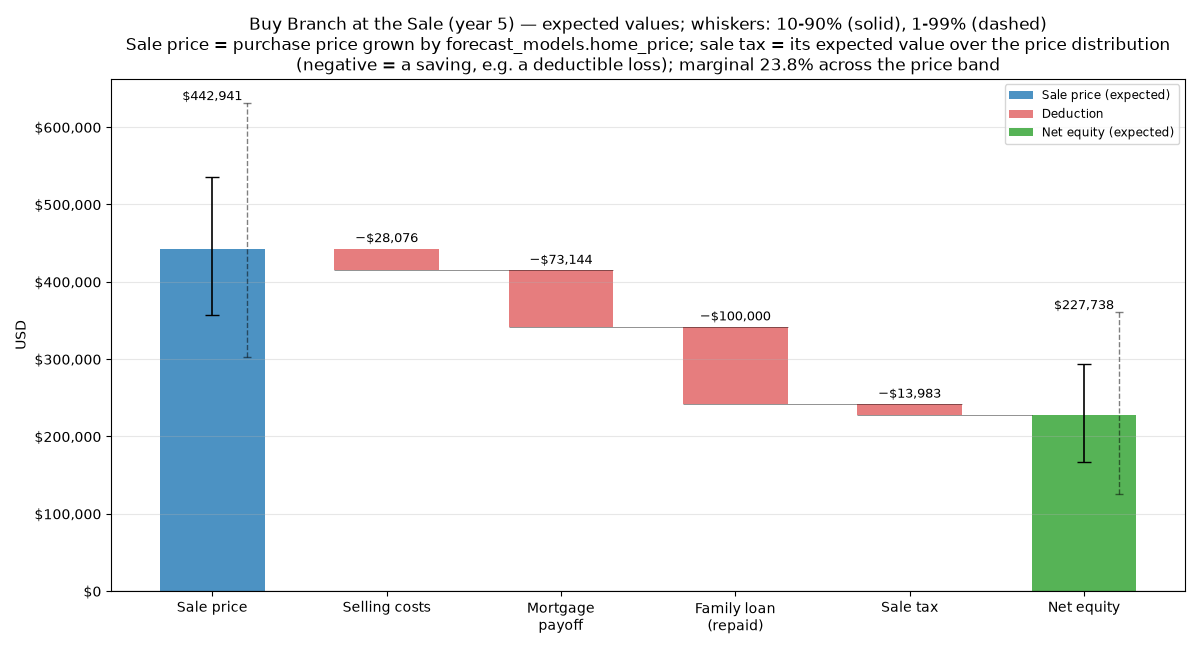 Buy Branch at the Sale (year 5) — expected values; whiskers: 10-90% (solid), 1-99% (dashed)
Sale price = purchase price grown by forecast_models.home_price; sale tax = its expected value over the price distribution
(negative = a saving, e.g. a deductible loss); marginal 23.8% across the price band
Sale price (expected)
Deduction
Net equity (expected)
USD
$600,000
$500,000
$400,000
$300,000
$200,000
$100,000
$0
$442,941
−$28,076
−$73,144
−$100,000
−$13,983
$227,738
Sale price
Selling costs
Mortgage
payoff
Family loan
(repaid)
Sale tax
Net equity